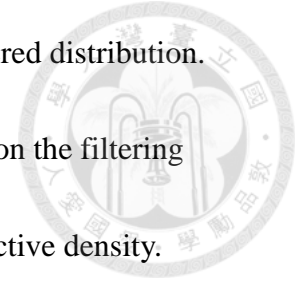 red distribution.
on the filtering
ctive density.